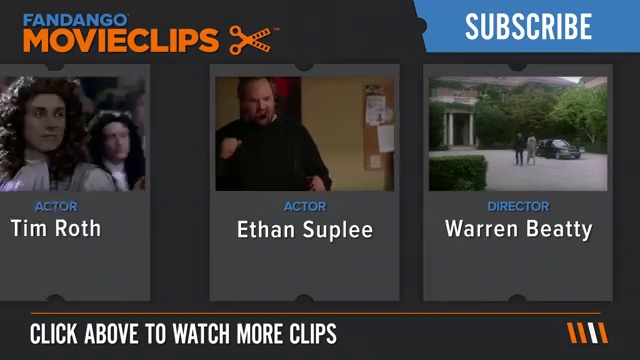 FANDANGO
MOVIECLIPS
SUBSCRIBE
ACTOR
Tim Roth
ACTOR
Ethan Suplee
DIRECTOR
Warren Beatty
CLICK ABOVE TO WATCH MORE CLIPS